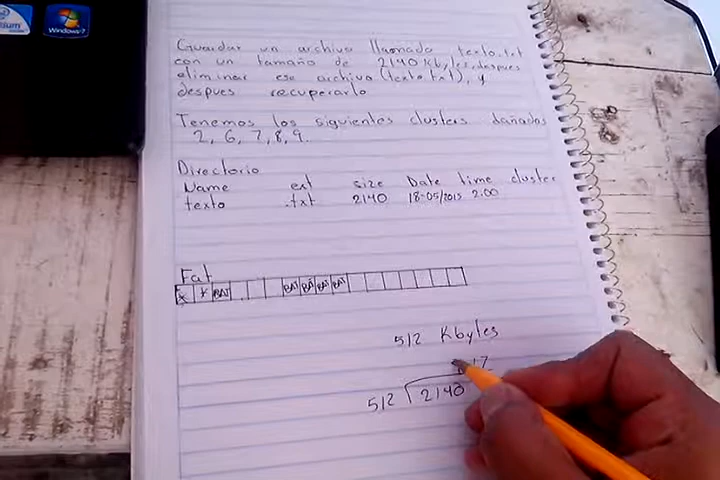 Windows 7
Guardar un archivo llamado texto.txt
con un tamaño de 2140 Kbytes, despues
eliminar ese archivo (texto txt), y
despues recuperarlo
Tenemos los siguientes clusters dañados
2, 6, 7, 8, 9.
Directorio
Name ext size Date time cluster
texto .txt 2140 18-05/2015 2:00
Fat
* * BAT BAT BAT BAT BAT
512 Kbytes
17
512 2140